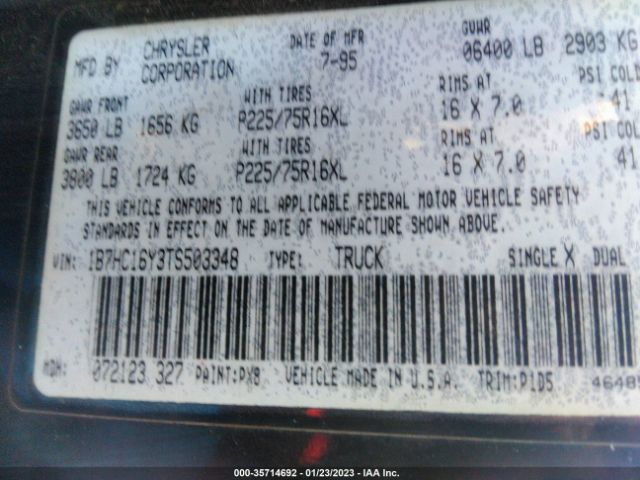 MFD BY CHRYSLER CORPORATION DATE OF MFR 7-95 GVWR 06400 LB 2903 KG
GAWR FRONT WITH TIRES RIMS AT PSI COLD
3650 LB 1656 KG P225/75R16XL 16 X 7.0 41
GAWR REAR WITH TIRES RIMS AT PSI COL
3800 LB 1724 KG P225/75R16XL 16 X 7.0 41
THIS VEHICLE CONFORMS TO ALL APPLICABLE FEDERAL MOTOR VEHICLE SAFETY
STANDARDS IN EFFECT ON THE DATE OF MANUFACTURE SHOWN ABOVE.
VIN: 1B7HC16Y3TS503348 TYPE: TRUCK SINGLE X DUAL
MDH: 072123 327 PAINT: PX8 VEHICLE MADE IN U.S.A. TRIM: P1D5
000-35714692 - 01/23/2023 - IAA Inc.